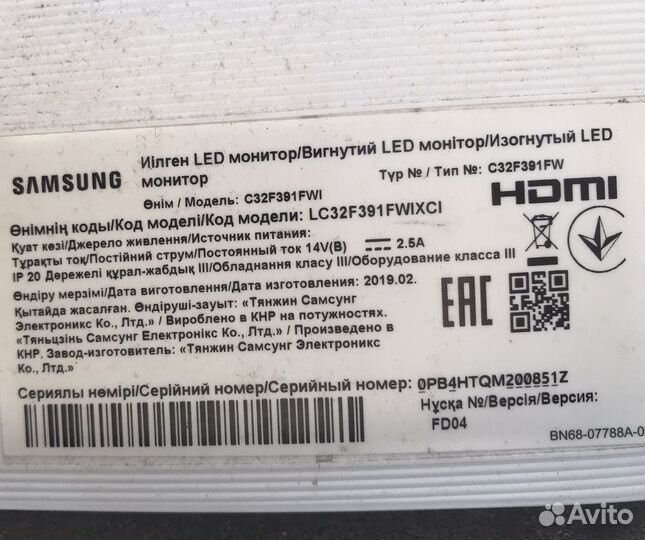 SAMSUNG
Иілген LED монитор/Вигнутий LED монітор/Изогнутый LED
монитор
Түр № / Тип №: C32F391FW
Өнім / Модель: C32F391FWI
HDMI
Өнімнің коды/Код моделі/Код модели: LC32F391FWIXCI
Қуат көзі/Джерело живлення/Источник питания:
Тұрақты тоқ/Постійний струм/Постоянный ток 14V(B) 2.5A
IP 20 Дәрежелі құрал-жабдық III/Обладнання класу III/Оборудование класса III
Өндіру мерзімі/Дата виготовлення/Дата изготовления: 2019.02.
Қытайда жасалған. Өндіруші-зауыт: «Тянжин Самсунг
Электроникс Ко., Лтд.» / Вироблено в КНР на потужностях.
«Тяньцзінь Самсунг Електронікс Ко., Лтд.» / Произведено в
КНР. Завод-изготовитель: «Тянжин Самсунг Электроникс
Ко., Лтд.»
EAC
Сериялы нөмірі/Серійний номер/Серийный номер: 0PB4HTQM200851Z
Нұсқа №/Версія/Версия:
FD04
BN68-07788A-0
Avito